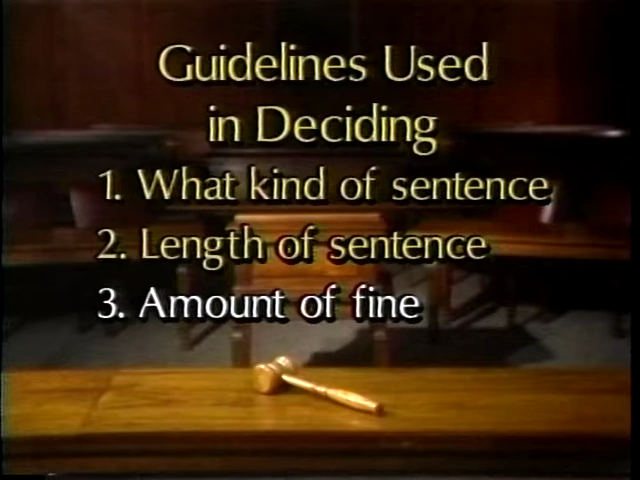 Guidelines Used
in Deciding
1. What kind of sentence
2. Length of sentence
3. Amount of fine